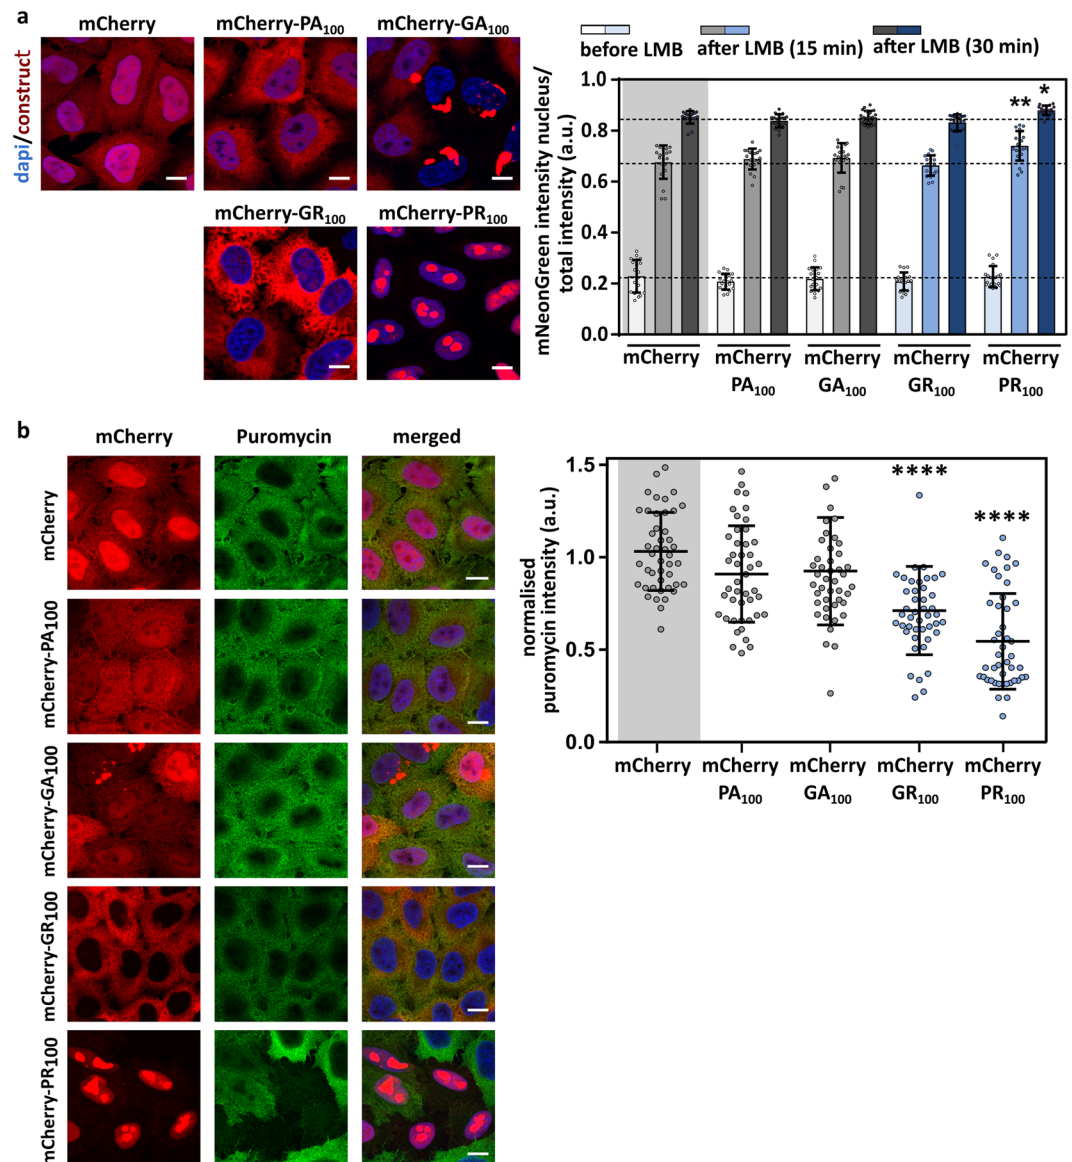 a
mCherry
mCherry-PA100
mCherry-GA100
dapi/construct
mCherry-GR100
mCherry-PR100
before LMB
after LMB (15 min)
after LMB (30 min)
mNeonGreen intensity nucleus/
total intensity (a.u.)
1.0
0.8
0.6
0.4
0.2
0.0
**
*
mCherry
mCherry
PA100
mCherry
GA100
mCherry
GR100
mCherry
PR100
b
mCherry
Puromycin
merged
mCherry
mCherry-PA100
mCherry-GA100
mCherry-GR100
mCherry-PR100
normalised
puromycin intensity (a.u.)
1.5
1.0
0.5
0.0
****
****
mCherry
mCherry
PA100
mCherry
GA100
mCherry
GR100
mCherry
PR100